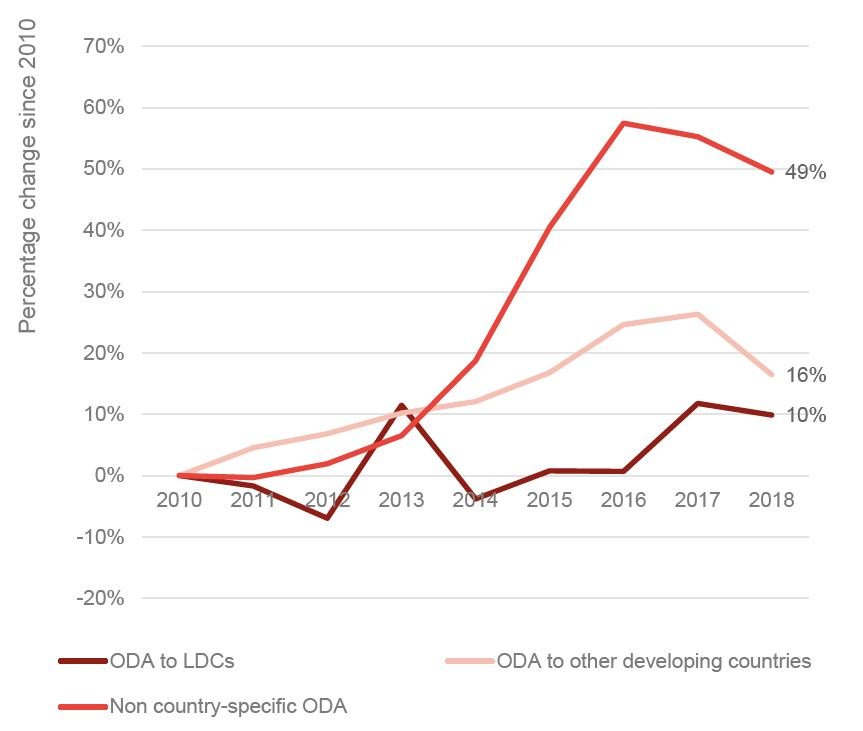 Percentage change since 2010
70%
60%
50%
40%
30%
20%
10%
0%
-10%
-20%
49%
16%
10%
2010 2011 2012 2013 2014 2015 2016 2017 2018
ODA to LDCs
ODA to other developing countries
Non country-specific ODA